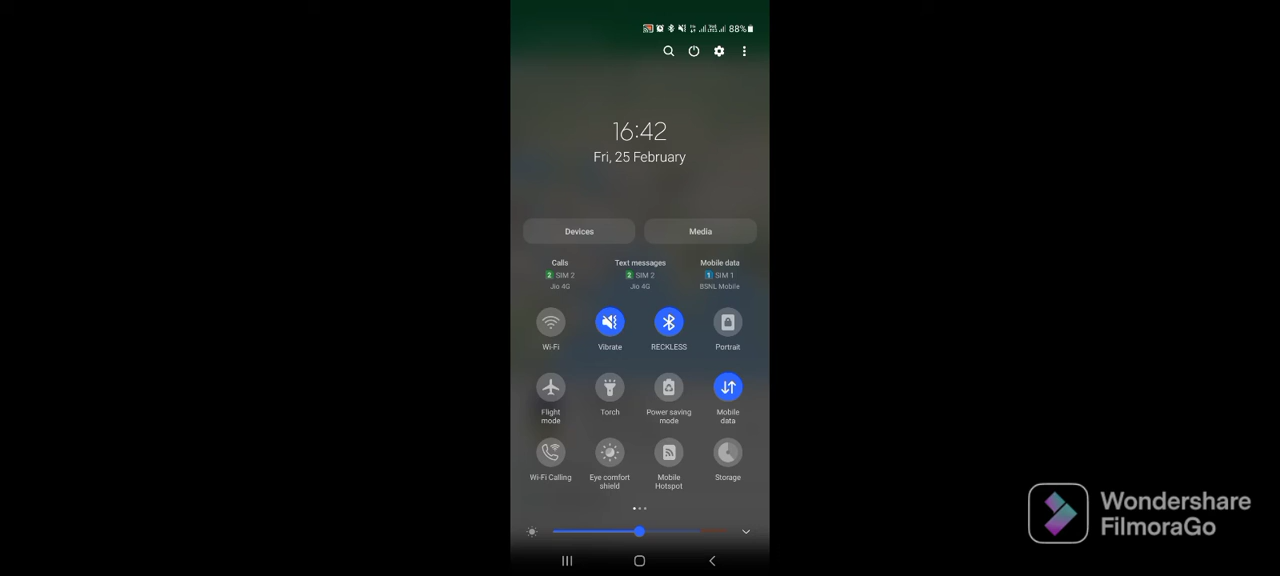 88%
16:42
Fri, 25 February
Devices Media
Calls Text messages Mobile data
2 SIM 2 2 SIM 2 1 SIM 1
Jio 4G Jio 4G BSNL Mobile
Wi-Fi Vibrate RECKLESS Portrait
Flight mode Torch Power saving mode Mobile data
Wi-Fi Calling Eye comfort shield Mobile Hotspot Storage
Wondershare
FilmoraGo